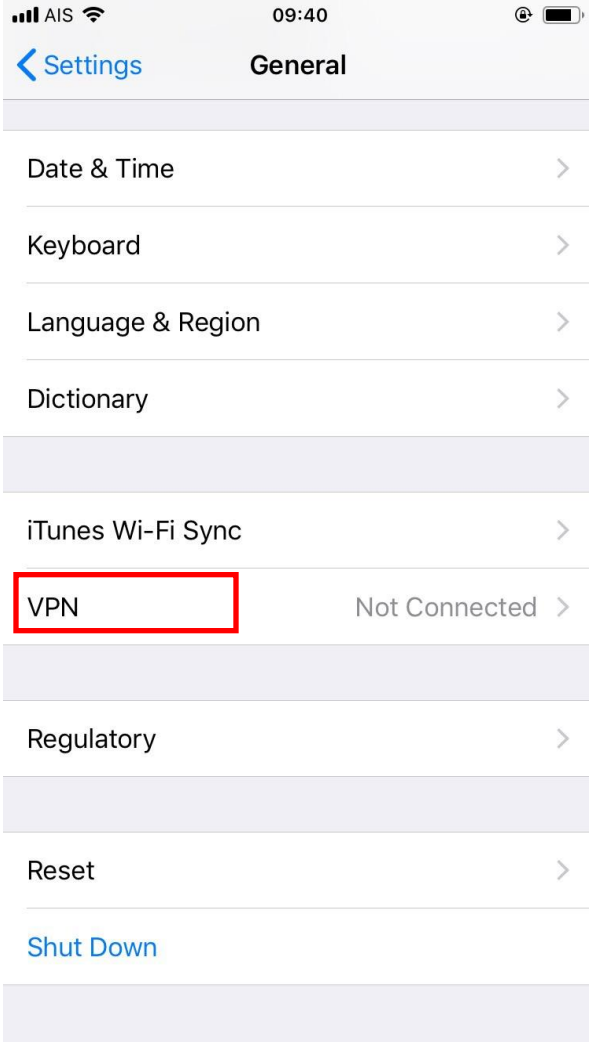 AIS 09:40
Settings General
Date & Time
Keyboard
Language & Region
Dictionary
iTunes Wi-Fi Sync
VPN Not Connected
Regulatory
Reset
Shut Down